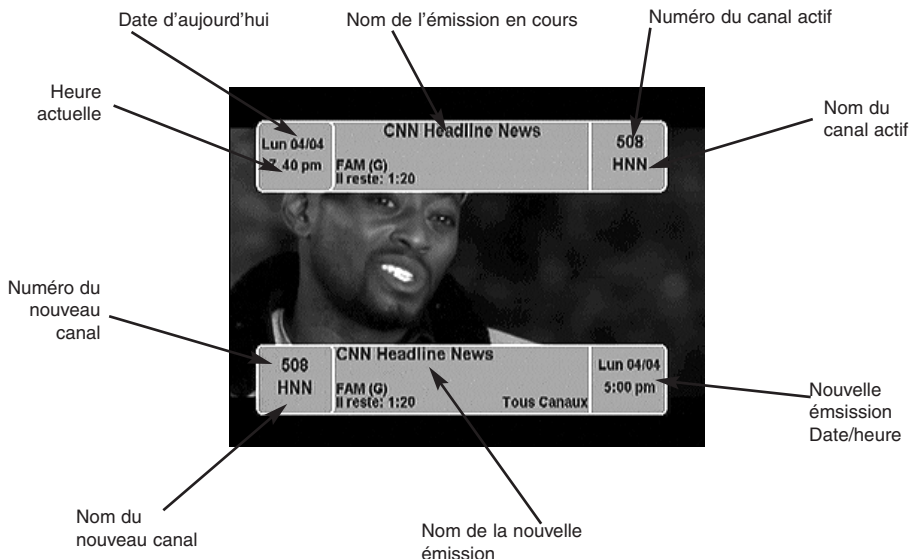 Date d'aujourd'hui
Nom de l'émission en cours
Numéro du canal actif
Heure
actuelle
Nom du
canal actif
CNN Headline News
Lun 04/04
7:40 pm
FAM (G)
Il reste: 1:20
508
HNN
Numéro du
nouveau
canal
508
HNN
CNN Headline News
FAM (G)
Il reste: 1:20
Tous Canaux
Lun 04/04
5:00 pm
Nouvelle
émsission
Date/heure
Nom du
nouveau canal
Nom de la nouvelle
émission